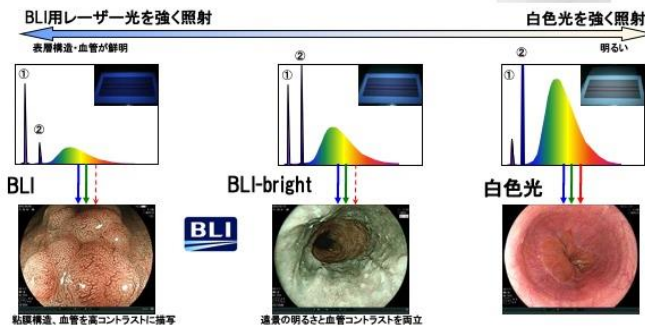 BLI用レーザー光を強く照射
白色光を強く照射
表層構造・血管が鮮明
明るい
①
②
①
②
①
②
BLI
BLI-bright
白色光
BLI
粘膜構造、血管を高コントラストに描写
遠景の明るさと血管コントラストを両立